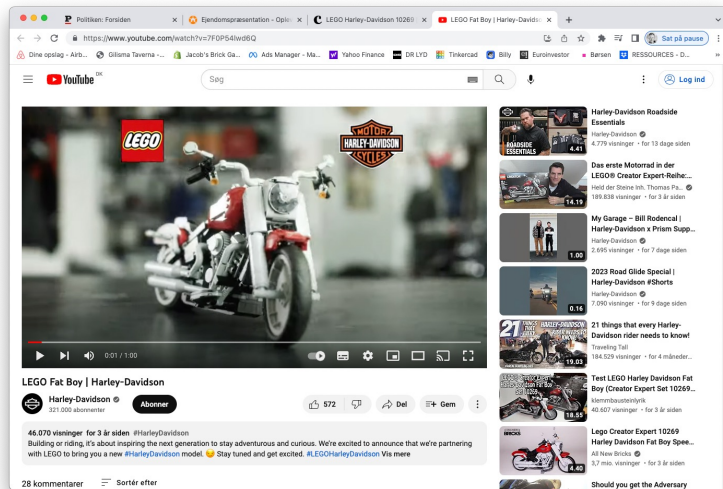 Politiken: Forsiden
Ejendomspræsentation - Oplev
LEGO Harley-Davidson 10269
LEGO Fat Boy | Harley-Davids
https://www.youtube.com/watch?v=7F0P54lwd6Q
Sat på pause
Dine opslag - Airb...
Gilisma Taverna -...
Jacob's Brick Ga...
Ads Manager - Ma...
Yahoo Finance
DR LYD
Tinkercad
Billy
Euroinvestor
Børsen
RESSOURCES - D...
YouTube DK
Søg
Log ind
LEGO
MOTOR
HARLEY-DAVIDSON
CYCLES
0:01 / 1:00
LEGO Fat Boy | Harley-Davidson
Harley-Davidson
321.000 abonnenter
Abonner
572
Del
Gem
46.070 visninger for 3 år siden #HarleyDavidson
Building or riding, it's about inspiring the next generation to stay adventurous and curious. We're excited to announce that we're partnering
with LEGO to bring you a new #HarleyDavidson model. 😏 Stay tuned and get excited. #LEGOHarleyDavidson Vis mere
28 kommentarer
Sortér efter
ROADSIDE
ESSENTIALS
4.41
Harley-Davidson Roadside
Essentials
Harley-Davidson
4.779 visninger • for 13 dage siden
14.19
Das erste Motorrad in der
LEGO® Creator Expert-Reihe:...
Held der Steine Inh. Thomas Pa...
189.838 visninger • for 3 år siden
1.00
My Garage – Bill Rodencal |
Harley-Davidson x Prism Supp...
Harley-Davidson
2.695 visninger • for 7 dage siden
0.16
2023 Road Glide Special |
Harley-Davidson #Shorts
Harley-Davidson
7.090 visninger • for 9 dage siden
21 THINGS
THAT EVERY
HARLEY-DAVIDSON
RIDER NEEDS TO
KNOW!
19.03
21 things that every Harley-
Davidson rider needs to know!
Traveling Tall
184.529 visninger • for 4 måneder...
18.55
Test LEGO Harley Davidson Fat
Boy (Creator Expert Set 10269...
klemmbausteinlyrik
40.607 visninger • for 3 år siden
BRICKS
4.40
Lego Creator Expert 10269
Harley Davidson Fat Boy Spee...
All New Bricks
3,7 mio. visninger • for 3 år siden
Should you get the Adversary